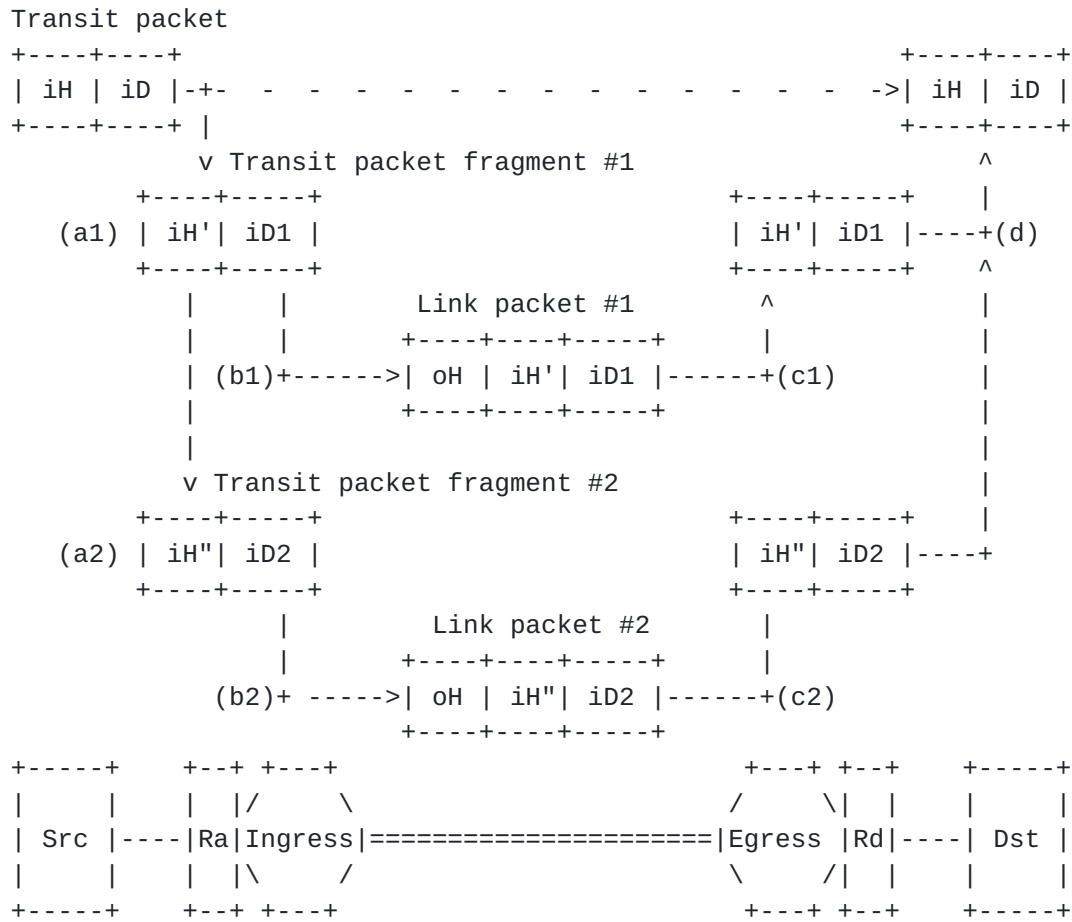 Transit packet
+----+----+                                              +----+----+
| iH | iD |-+-  -  -  -  -  -  -  -  -  -  -  -  -  -  ->| iH | iD |
+----+----+ |                                            +----+----+
            v Transit packet fragment #1                      ^
        +----+-----+                          +----+-----+    |
   (a1) | iH'| iD1 |                          | iH'| iD1 |----+(d)
        +----+-----+                          +----+-----+    ^
           |     |        Link packet #1        ^             |
           |     |       +----+----+-----+      |             |
           | (b1)+------>| oH | iH'| iD1 |------+(c1)         |
           |             +----+----+-----+                    |
           |                                                  |
           v Transit packet fragment #2                       |
        +----+-----+                          +----+-----+    |
   (a2) | iH"| iD2 |                          | iH"| iD2 |----+
        +----+-----+                          +----+-----+
                 |         Link packet #2       |
                 |       +----+----+-----+      |
             (b2)+ ----->| oH | iH"| iD2 |------+(c2)
                         +----+----+-----+
+-----+    +--+ +---+                          +---+ +--+    +-----+
|     |    |  |/     \                        /     \|  |    |     |
| Src |----|Ra|Ingress|======================|Egress |Rd|----| Dst |
|     |    |  |\     /                        \     /|  |    |     |
+-----+    +--+ +---+                          +---+ +--+    +-----+